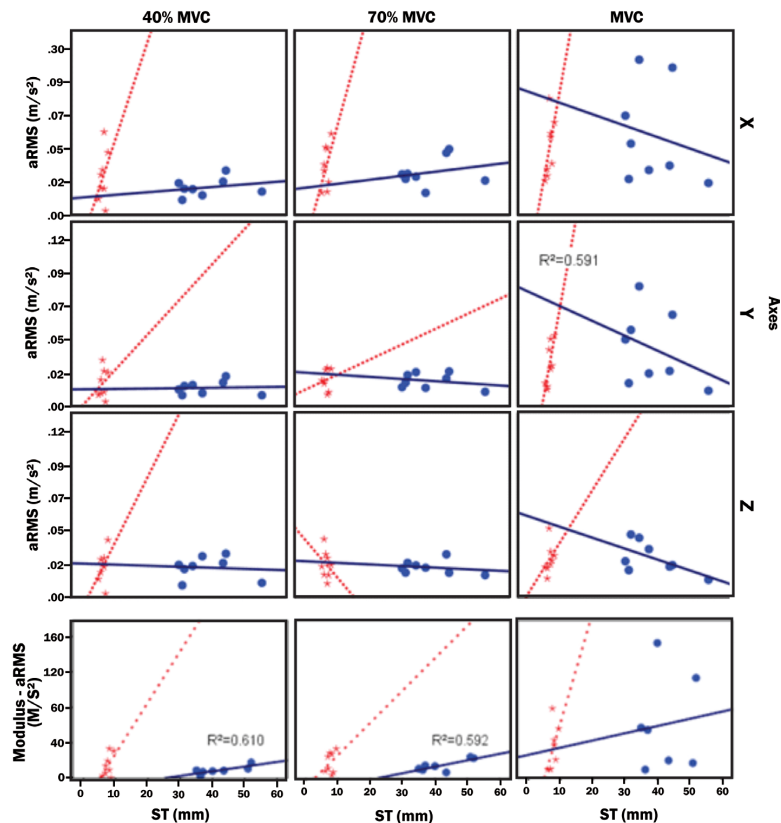 40% MVC 70% MVC MVC
aRMS (m/s²)
.30
.09
.07
.05
.02
.00
X
aRMS (m/s²)
.12
.09
.07
.05
.02
.00
R²=0.591
Y
Axes
aRMS (m/s²)
.12
.09
.07
.05
.02
.00
Z
Modulus - aRMS
(M/S²)
160
120
60
40
0
R²=0.610
R²=0.592
0 10 20 30 40 50 60
0 10 20 30 40 50 60
0 10 20 30 40 50 60
ST (mm) ST (mm) ST (mm)